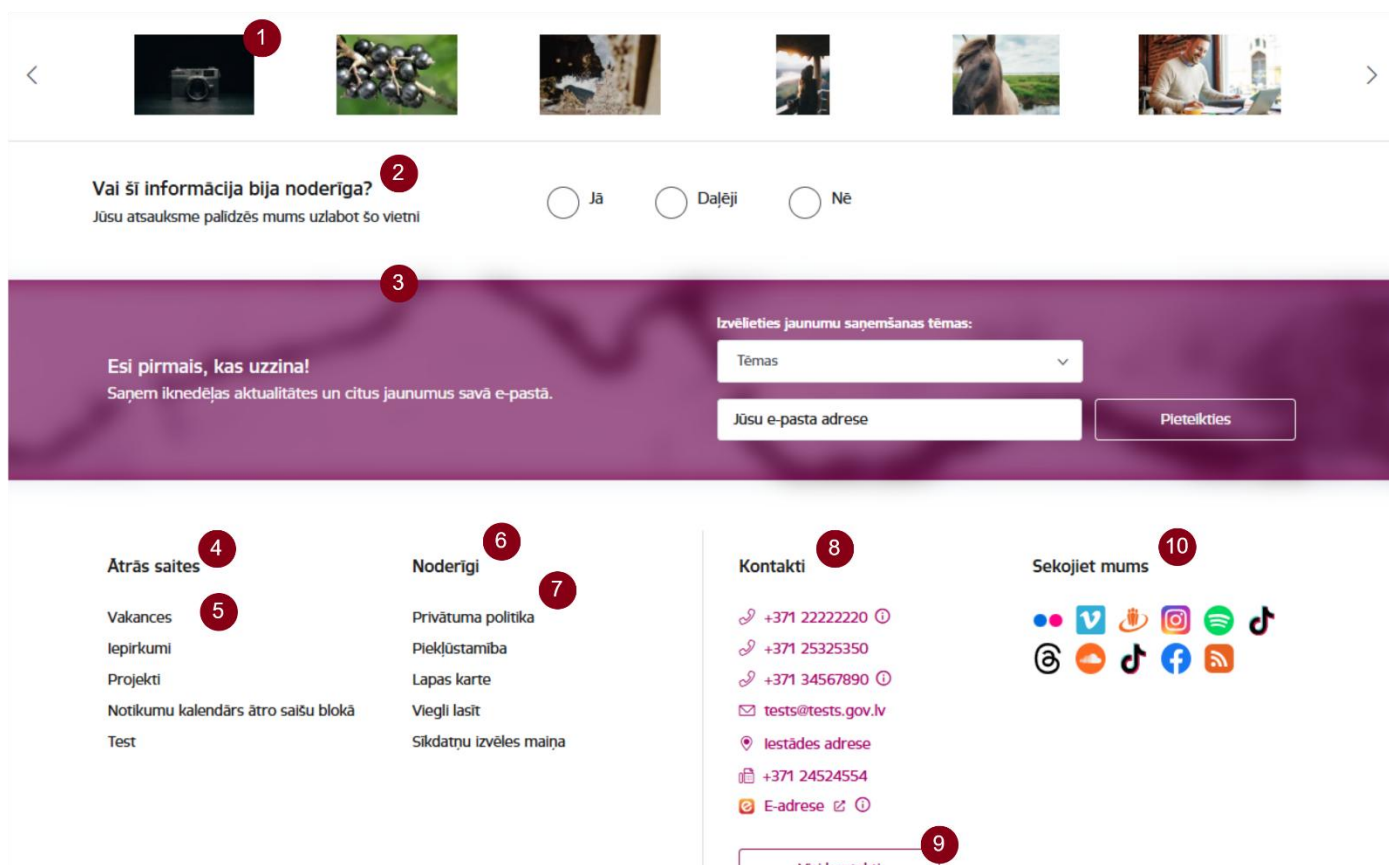 1
2
Vai šī informācija bija noderīga?
Jūsu atsauksme palīdzēs mums uzlabot šo vietni
Jā
Daļēji
Nē
3
Esi pirmais, kas uzzina!
Saņem iknedēļas aktualitātes un citus jaunumus savā e-pastā.
Izvēlieties jaunumu saņemšanas tēmas:
Tēmas
Jūsu e-pasta adrese
Pieteikties
4
Ātrās saites
5
Vakances
Iepirkumi
Projekti
Notikumu kalendārs ātro saišu blokā
Test
6
Noderīgi
7
Privātuma politika
Piekļūstamība
Lapas karte
Viegli lasīt
Sīkdatņu izvēles maiņa
8
Kontakti
+371 22222220
+371 25325350
+371 34567890
tests@tests.gov.lv
Iestādes adrese
+371 24524554
E-adrese
9
10
Sekojiet mums